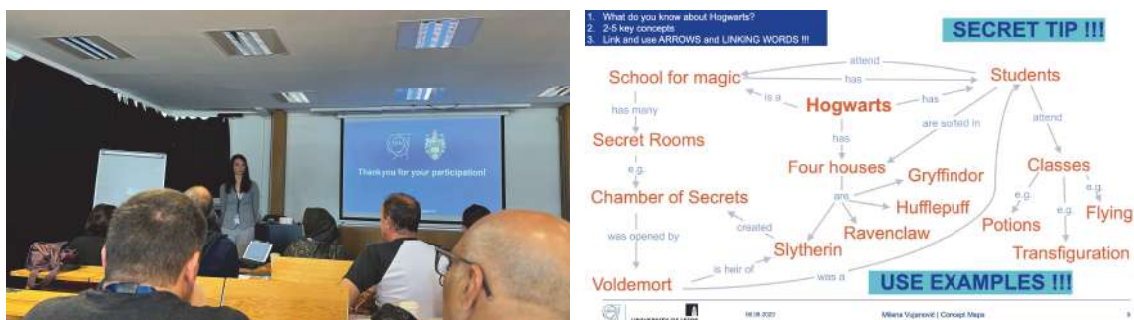 Thankyou for your participation!
1. What do you know about Hogwarts?
2. 2-5 key concepts
3. Link and use ARROWS and LINKING WORDS !!!
SECRET TIP !!!
attend
School for magic
has
Students
is a
Hogwarts
has
has many
are sorted in
attend
Secret Rooms
has
e.g.
Four houses
Classes
Gryffindor
are
Chamber of Secrets
e.g.
e.g.
e.g.
Hufflepuff
Flying
created
Ravenclaw
Potions
was opened by
Slytherin
Transfiguration
is heir of
was a
Voldemort
USE EXAMPLES !!!
Milena Vujanović | Concept Maps